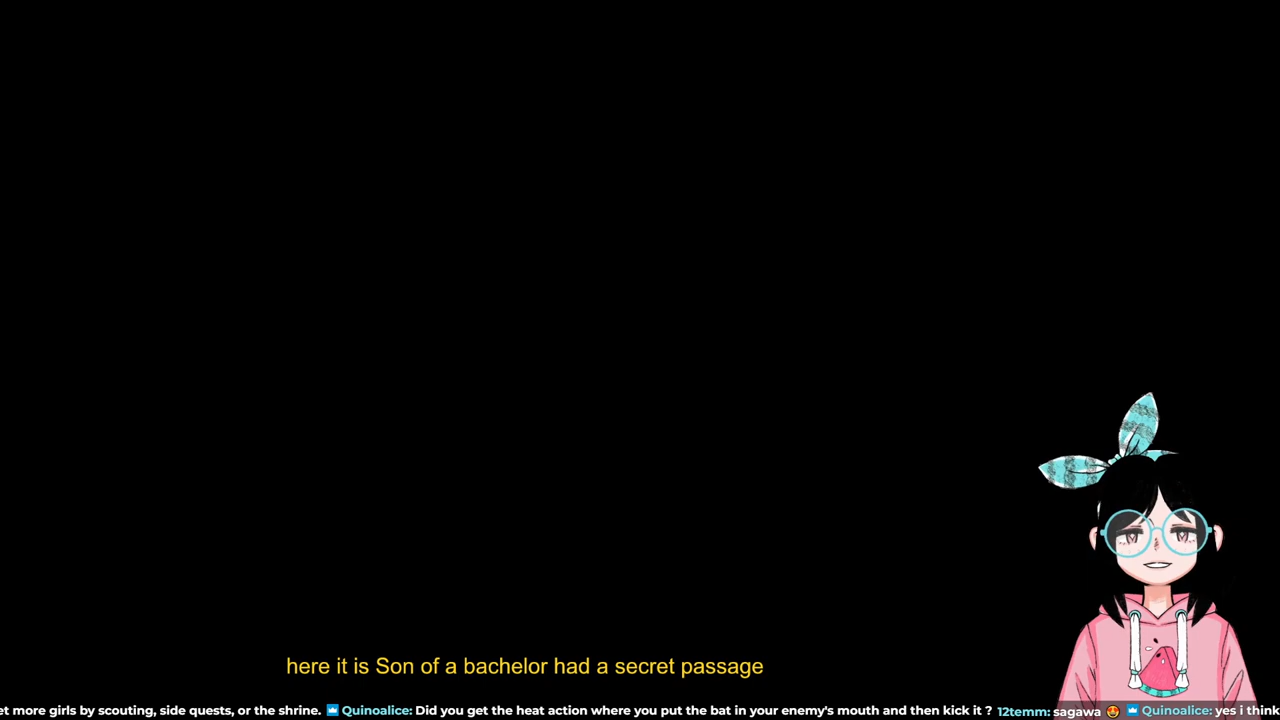 here it is Son of a bachelor had a secret passage
et more girls by scouting, side quests, or the shrine. Quinoalice: Did you get the heat action where you put the bat in your enemy's mouth and then kick it ? 12temm: sagawa 😍 Quinoalice: yes i think